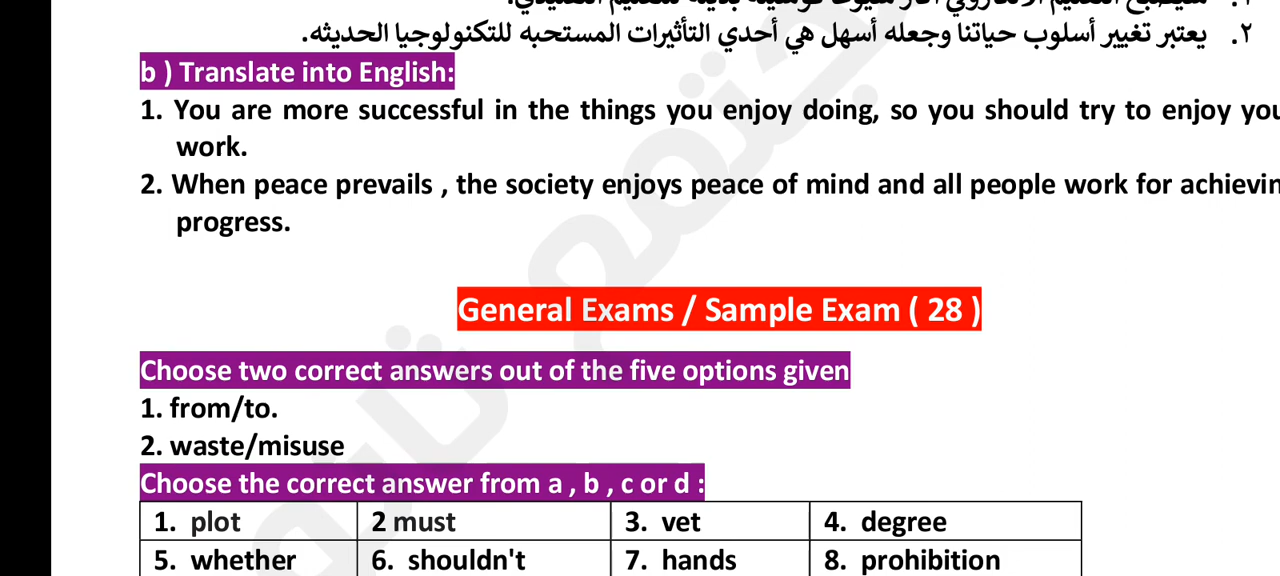 ٢. يعتبر تغيير أسلوب حياتنا وجعله أسهل هي أحدي التأثيرات المستحبه للتكنولوجيا الحديثه.
b ) Translate into English:
1. You are more successful in the things you enjoy doing, so you should try to enjoy you
work.
2. When peace prevails , the society enjoys peace of mind and all people work for achievin
progress.
General Exams / Sample Exam ( 28 )
Choose two correct answers out of the five options given
1. from/to.
2. waste/misuse
Choose the correct answer from a , b , c or d :
1. plot 2 must 3. vet 4. degree
5. whether 6. shouldn't 7. hands 8. prohibition